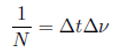 1/N = ΔtΔν